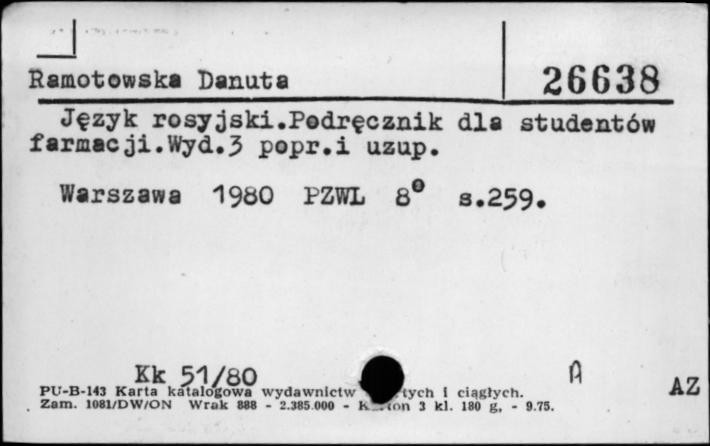 Ramotowska Danuta
26638
Język rosyjski.Podręcznik dla studentów
farmacji.Wyd.3 popr.i uzup.
Warszawa 1980 PZWL 8° s.259.
Kk 51/80
A
AZ
PU-B-143 Karta katalogowa wydawnictw i ciągłych.
Zam. 1081/DW/ON Wrak 888 - 2.385.000 - 3 kl. 180 g, - 9.75.